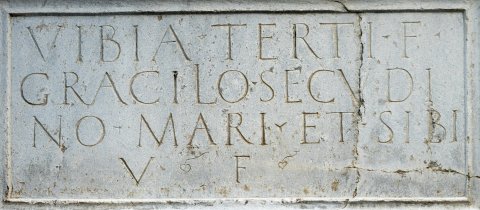 VIBIA·TERTI·F
GRACILO·SECVDI
NO·MARI·ET·SIBI
V F